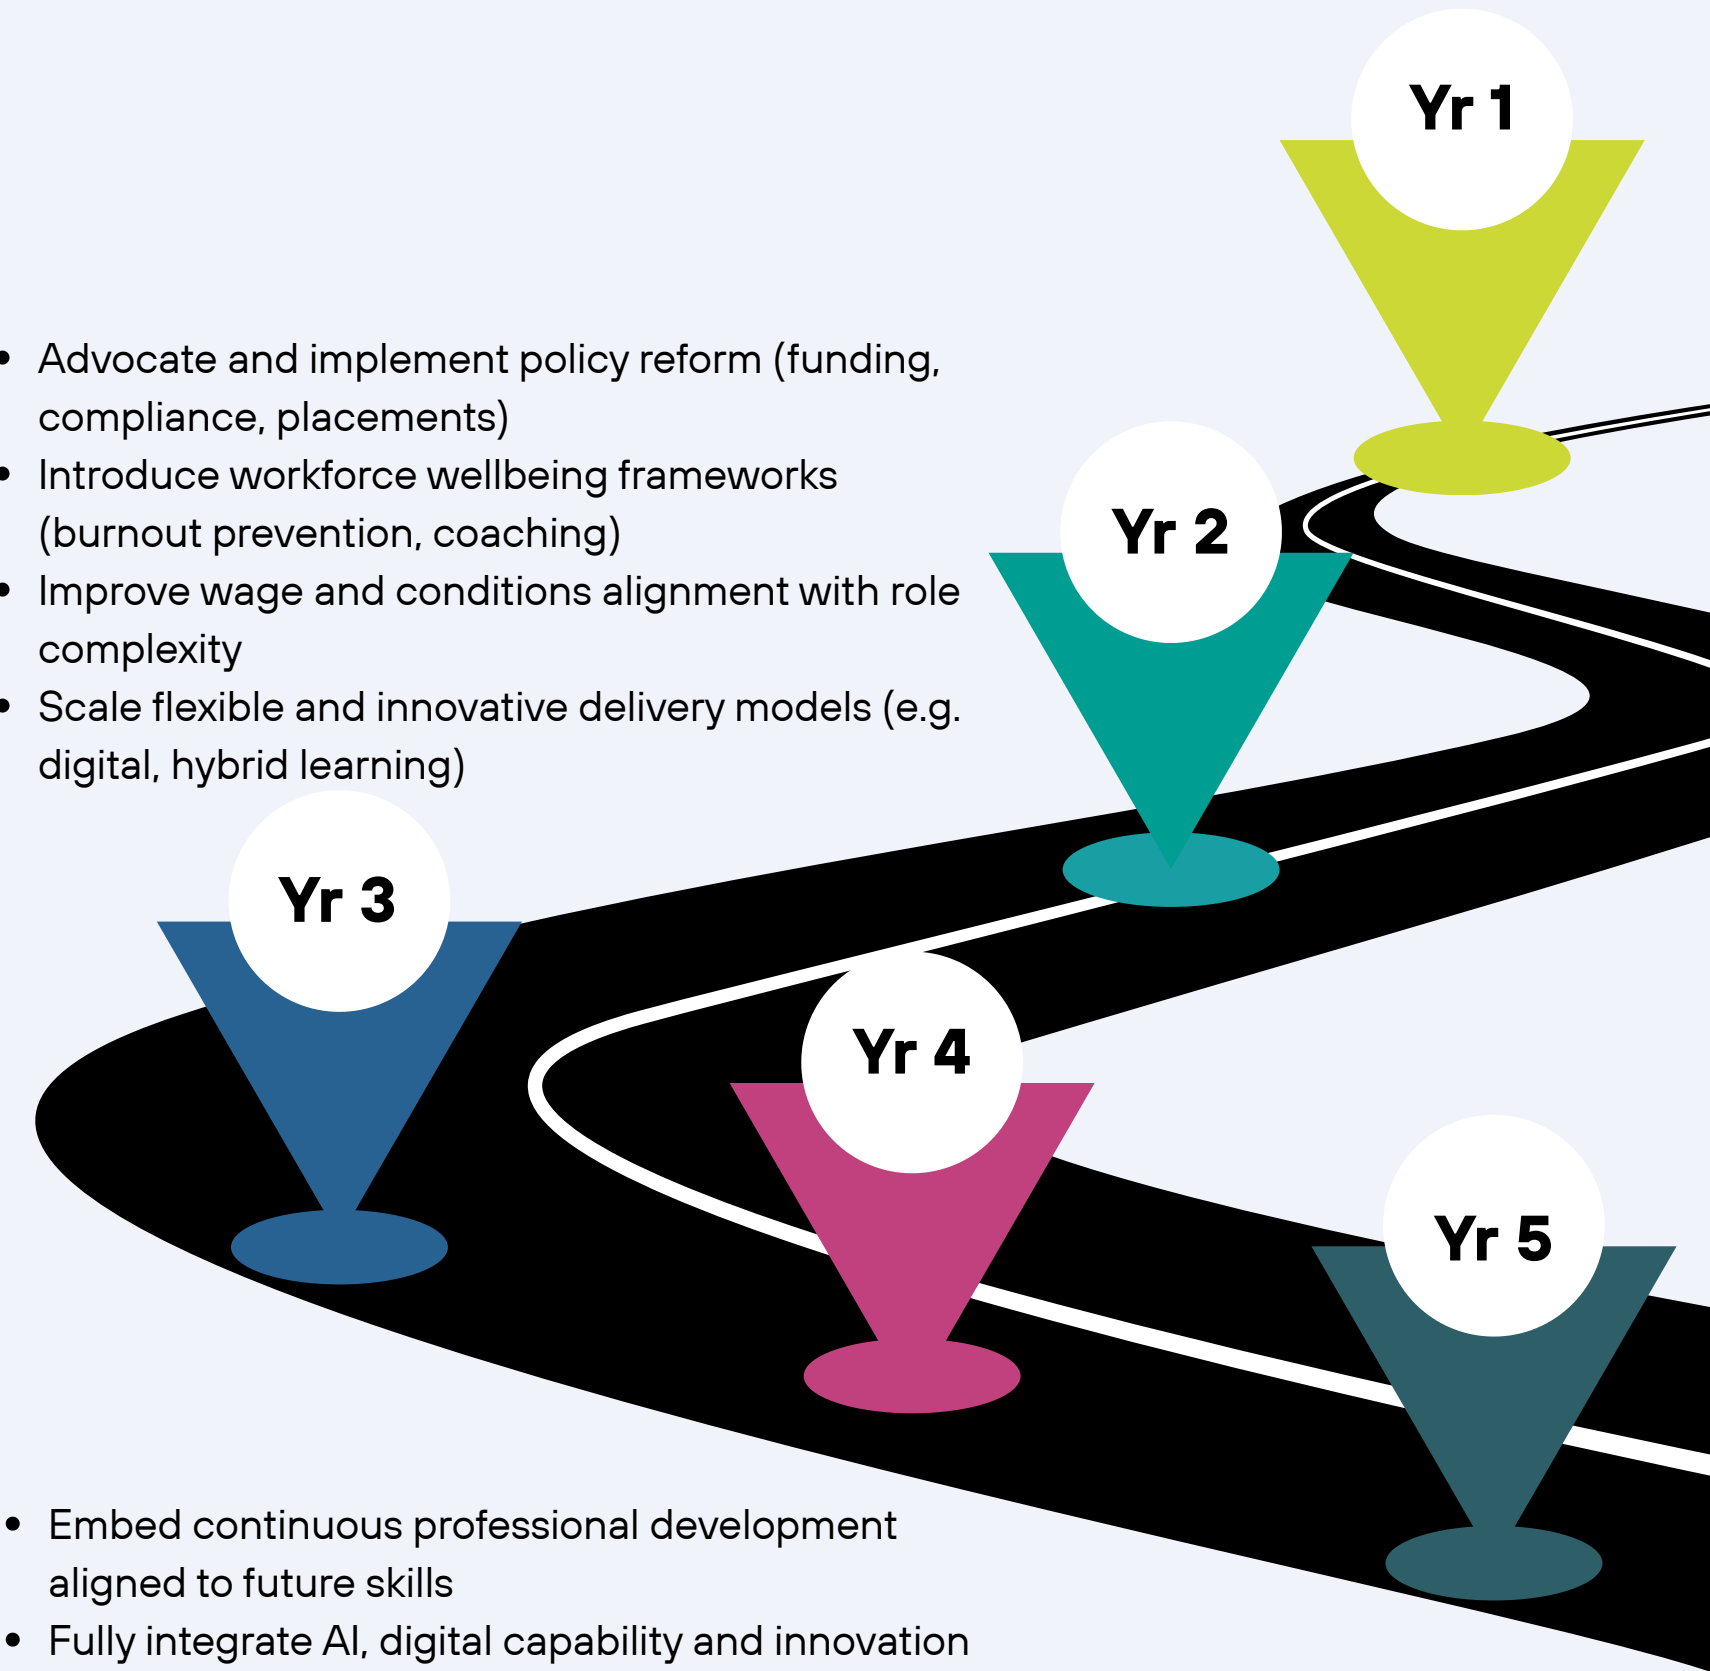 Yr 1
• Advocate and implement policy reform (funding,
compliance, placements)
• Introduce workforce wellbeing frameworks
(burnout prevention, coaching)
• Improve wage and conditions alignment with role
complexity
• Scale flexible and innovative delivery models (e.g.
digital, hybrid learning)
Yr 2
Yr 3
Yr 4
Yr 5
• Embed continuous professional development
aligned to future skills
• Fully integrate AI, digital capability and innovation